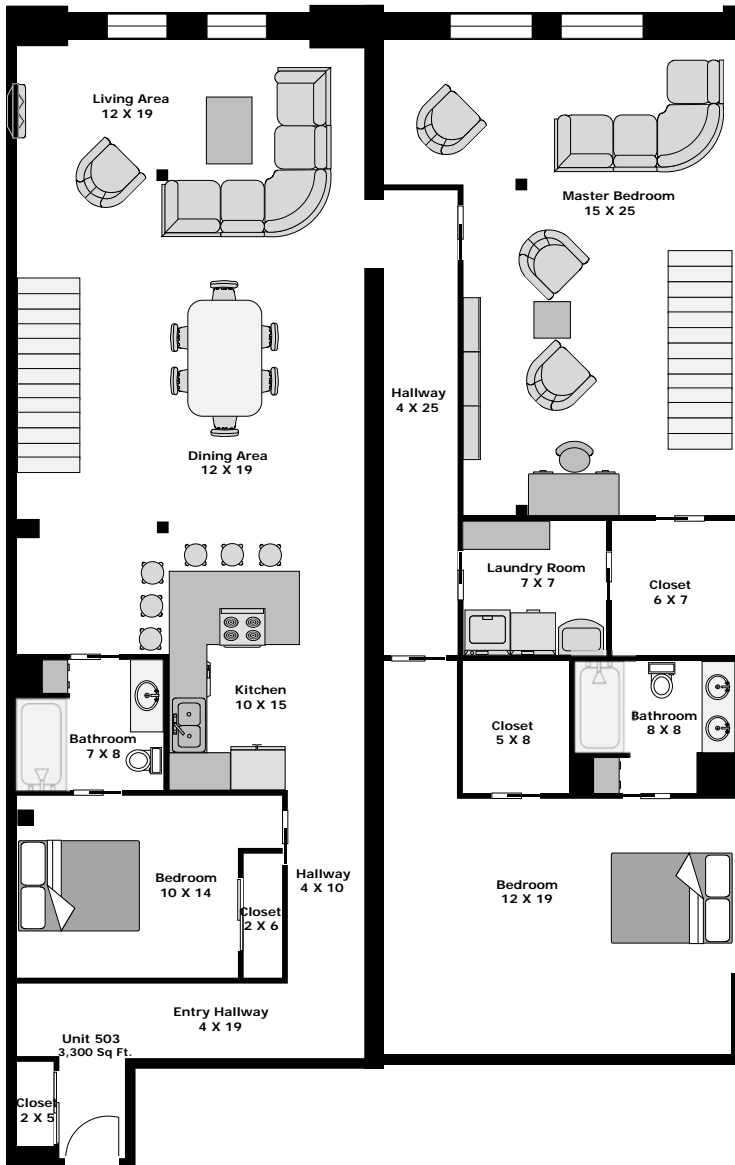 Living Area
12 X 19
Master Bedroom
15 X 25
Hallway
4 X 25
Dining Area
12 X 19
Laundry Room
7 X 7
Closet
6 X 7
Kitchen
10 X 15
Bathroom
7 X 8
Closet
5 X 8
Bathroom
8 X 8
Bedroom
10 X 14
Closet
2 X 6
Hallway
4 X 10
Bedroom
12 X 19
Entry Hallway
4 X 19
Unit 503
3,300 Sq Ft.
Closet
2 X 5